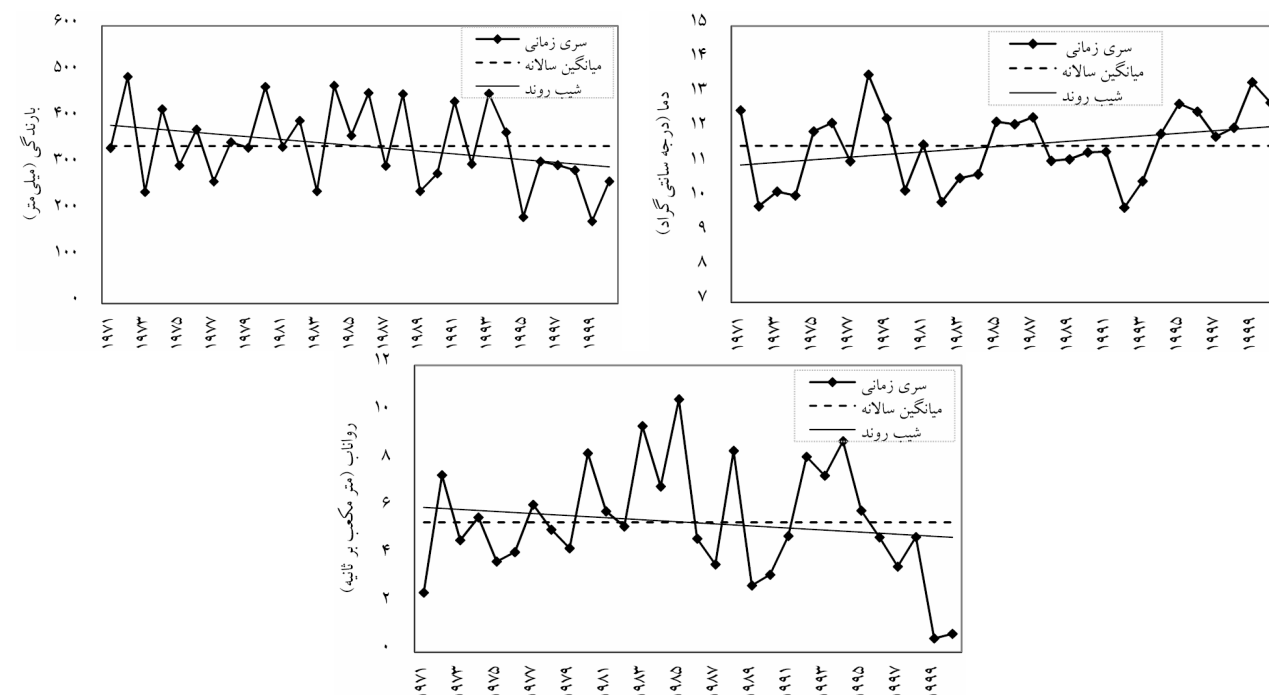 بارندگی (میلی‌متر)
۶۰۰
۵۰۰
۴۰۰
۳۰۰
۲۰۰
۱۰۰
۰
سری زمانی
میانگین سالانه
شیب روند
۱۹۷۱ ۱۹۷۳ ۱۹۷۵ ۱۹۷۷ ۱۹۷۹ ۱۹۸۱ ۱۹۸۳ ۱۹۸۵ ۱۹۸۷ ۱۹۸۹ ۱۹۹۱ ۱۹۹۳ ۱۹۹۵ ۱۹۹۷ ۱۹۹۹
دما (درجه سانتی گراد)
۱۵
۱۴
۱۳
۱۲
۱۱
۱۰
۹
۸
۷
سری زمانی
میانگین سالانه
شیب روند
۱۹۷۱ ۱۹۷۳ ۱۹۷۵ ۱۹۷۷ ۱۹۷۹ ۱۹۸۱ ۱۹۸۳ ۱۹۸۵ ۱۹۸۷ ۱۹۸۹ ۱۹۹۱ ۱۹۹۳ ۱۹۹۵ ۱۹۹۷ ۱۹۹۹
رواناب (متر مکعب بر ثانیه)
۱۲
۱۰
۸
۶
۴
۲
۰
سری زمانی
میانگین سالانه
شیب روند
۱۹۷۱ ۱۹۷۳ ۱۹۷۵ ۱۹۷۷ ۱۹۷۹ ۱۹۸۱ ۱۹۸۳ ۱۹۸۵ ۱۹۸۷ ۱۹۸۹ ۱۹۹۱ ۱۹۹۳ ۱۹۹۵ ۱۹۹۷ ۱۹۹۹